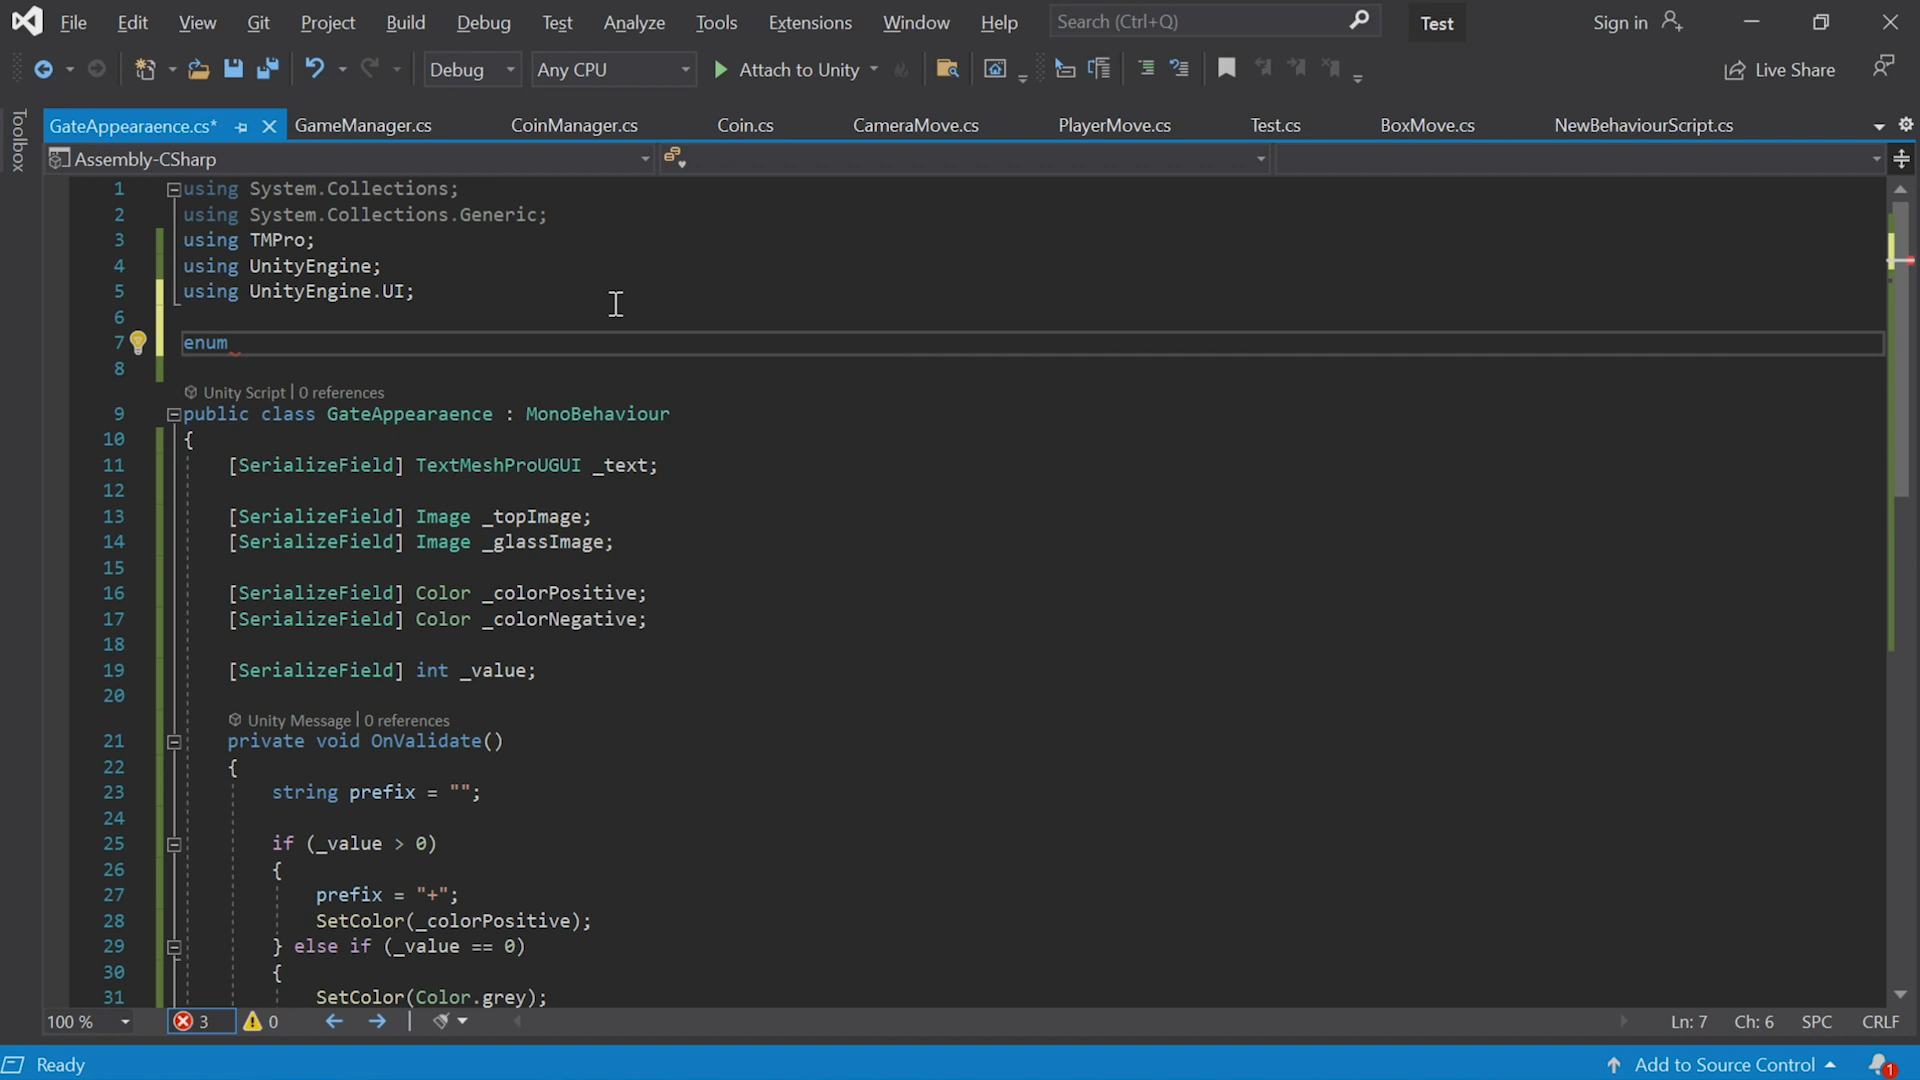 File Edit View Git Project Build Debug Test Analyze Tools Extensions Window Help Search (Ctrl+Q) Test Sign in
Debug Any CPU Attach to Unity Live Share
Toolbox
GateAppearaence.cs* GameManager.cs CoinManager.cs Coin.cs CameraMove.cs PlayerMove.cs Test.cs BoxMove.cs NewBehaviourScript.cs
Assembly-CSharp
1 using System.Collections;
2 using System.Collections.Generic;
3 using TMPro;
4 using UnityEngine;
5 using UnityEngine.UI;
6
7 enum
8
Unity Script | 0 references
9 public class GateAppearaence : MonoBehaviour
10 {
11 [SerializeField] TextMeshProUGUI _text;
12
13 [SerializeField] Image _topImage;
14 [SerializeField] Image _glassImage;
15
16 [SerializeField] Color _colorPositive;
17 [SerializeField] Color _colorNegative;
18
19 [SerializeField] int _value;
20
Unity Message | 0 references
21 private void OnValidate()
22 {
23 string prefix = "";
24
25 if (_value > 0)
26 {
27 prefix = "+";
28 SetColor(_colorPositive);
29 } else if (_value == 0)
30 {
31 SetColor(Color.grey);
100 % 3 0 Ln: 7 Ch: 6 SPC CRLF
Ready Add to Source Control 1